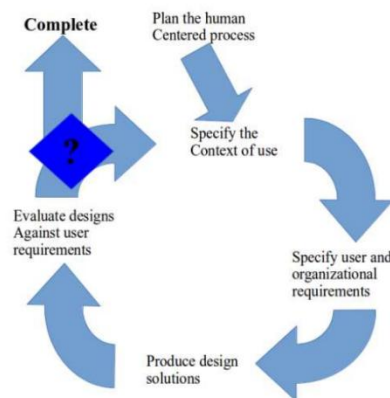 Complete
Plan the human
Centered process
Specify the
Context of use
?
Evaluate designs
Against user
requirements
Specify user and
organizational
requirements
Produce design
solutions